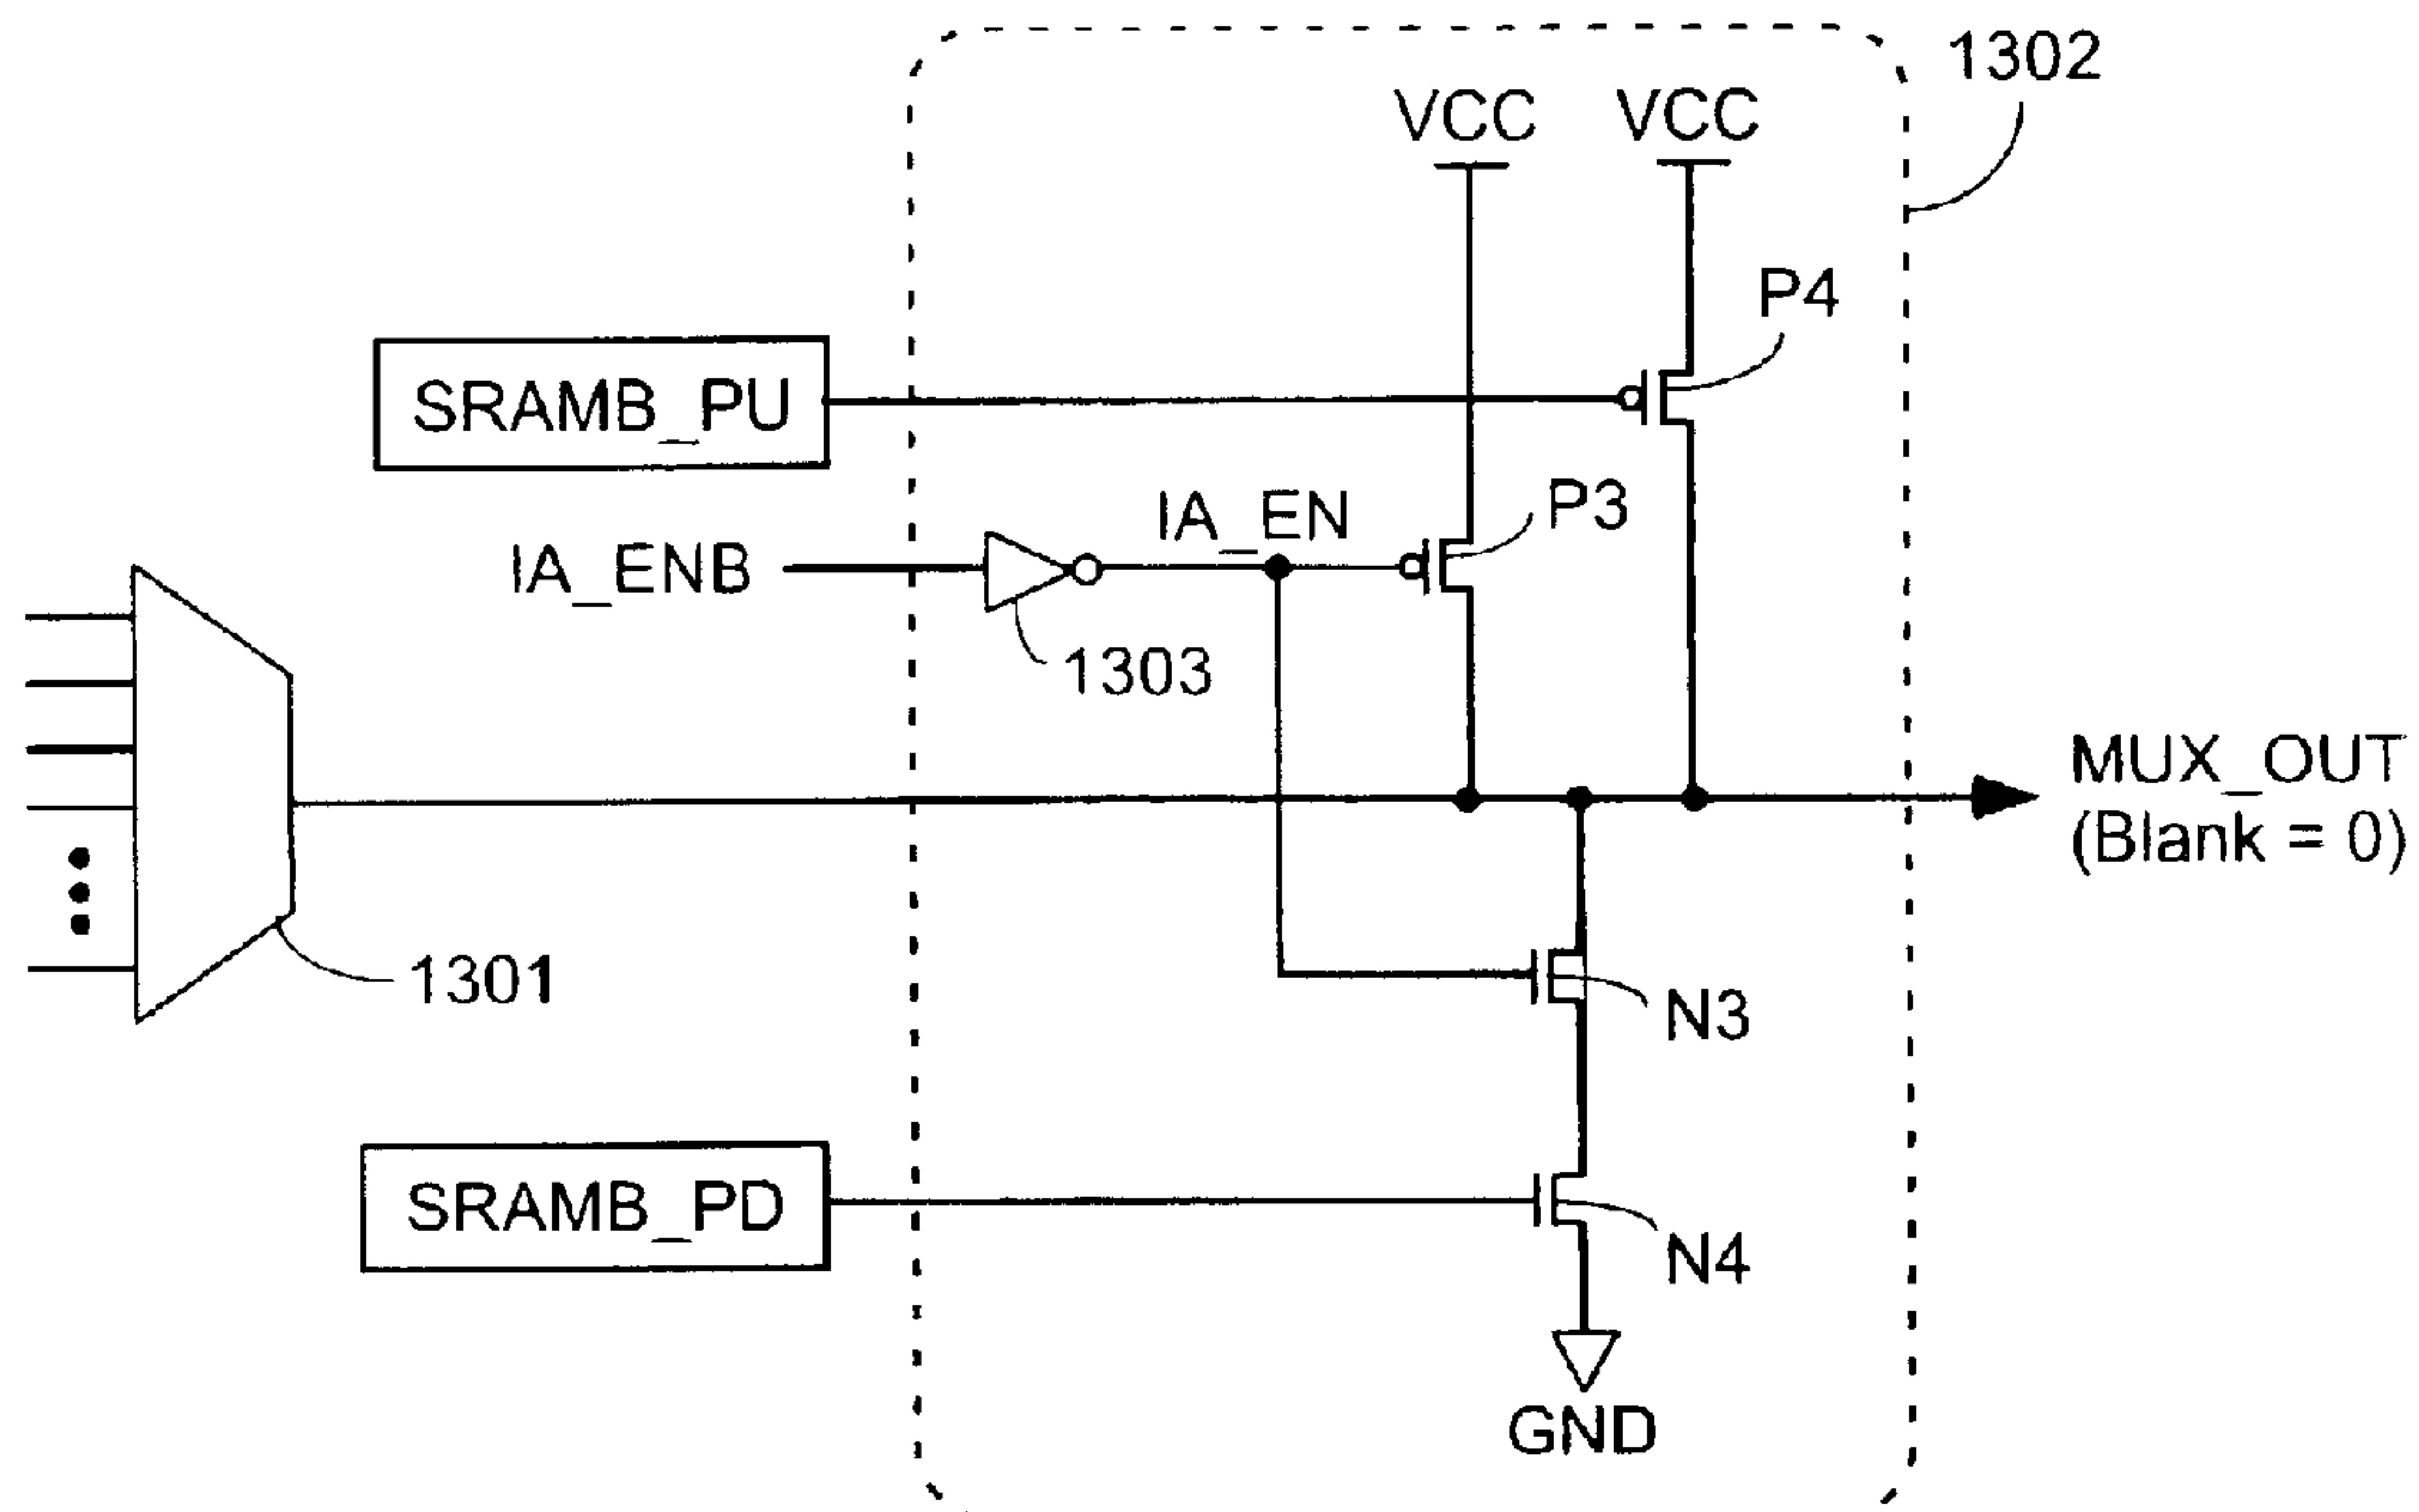 1302
VCC VCC
P4
SRAMB_PU
P3
IA_EN
IA_ENB
1303
MUX_OUT
(Blank = 0)
1301
N3
SRAMB_PD
N4
GND